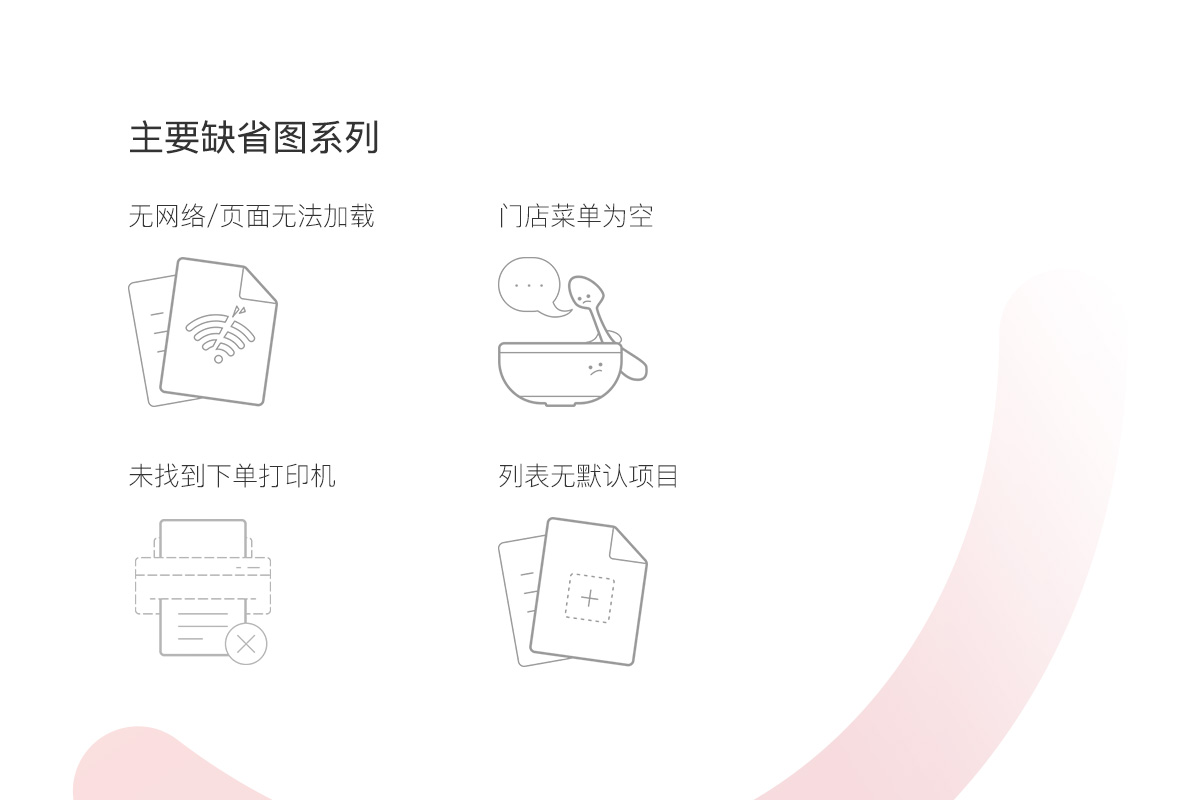 主要缺省图系列
无网络/页面无法加载
门店菜单为空
未找到下单打印机
列表无默认项目